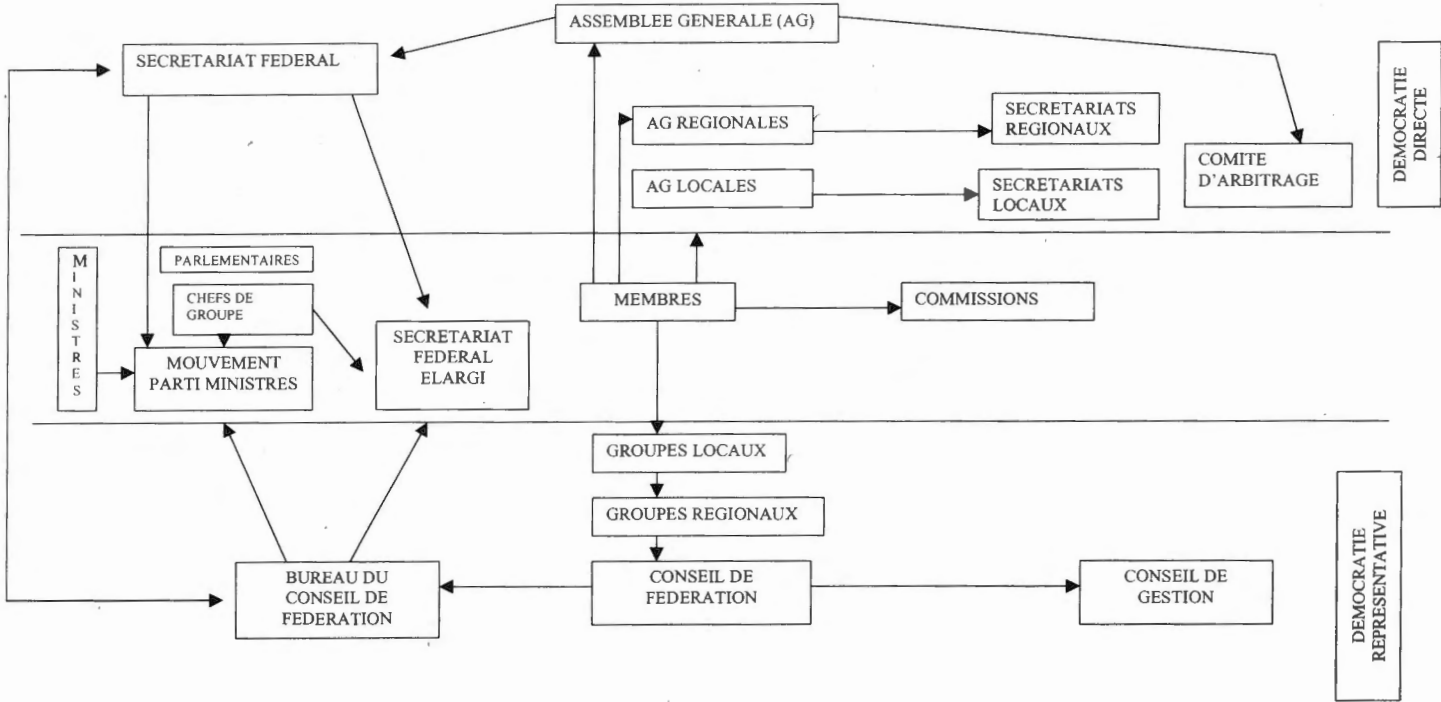 ASSEMBLEE GENERALE (AG)
SECRETARIAT FEDERAL
AG REGIONALES
SECRETARIATS
REGIONAUX
COMITE
D'ARBITRAGE
DEMOCRATIE
DIRECTE
AG LOCALES
SECRETARIATS
LOCAUX
MINISTRES
PARLEMENTAIRES
CHEFS DE
GROUPE
MOUVEMENT
PARTI MINISTRES
SECRETARIAT
FEDERAL
ELARGI
MEMBRES
COMMISSIONS
GROUPES LOCAUX
GROUPES REGIONAUX
BUREAU DU
CONSEIL DE
FEDERATION
CONSEIL DE
FEDERATION
CONSEIL DE
GESTION
DEMOCRATIE
REPRESENTATIVE